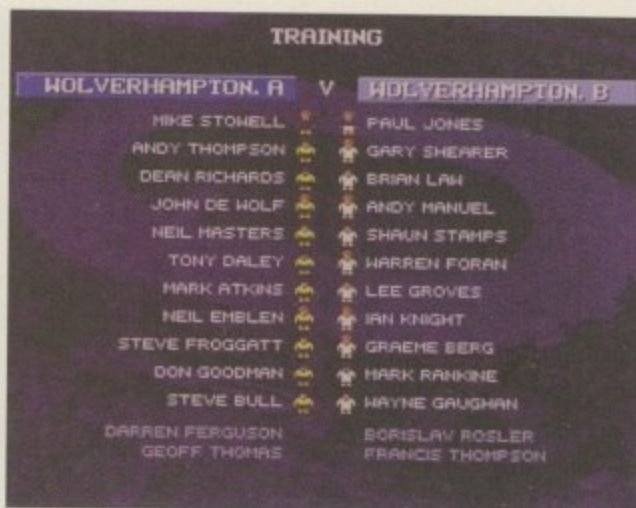 TRAINING
WOLVERHAMPTON. A V WOLVERHAMPTON. B
MIKE STOWELL PAUL JONES
ANDY THOMPSON GARY SHEARER
DEAN RICHARDS BRIAN LAW
JOHN DE WOLF ANDY MANUEL
NEIL MASTERS SHAUN STAMPS
TONY DALEY WARREN FORAN
MARK ATKINS LEE GROVES
NEIL EMBLEN IAN KNIGHT
STEVE FROGGATT GRAEME BERG
DON GOODMAN MARK RANKINE
STEVE BULL WAYNE GAUGHAN
DARREN FERGUSON BORISLAV ROSLER
GEOFF THOMAS FRANCIS THOMPSON